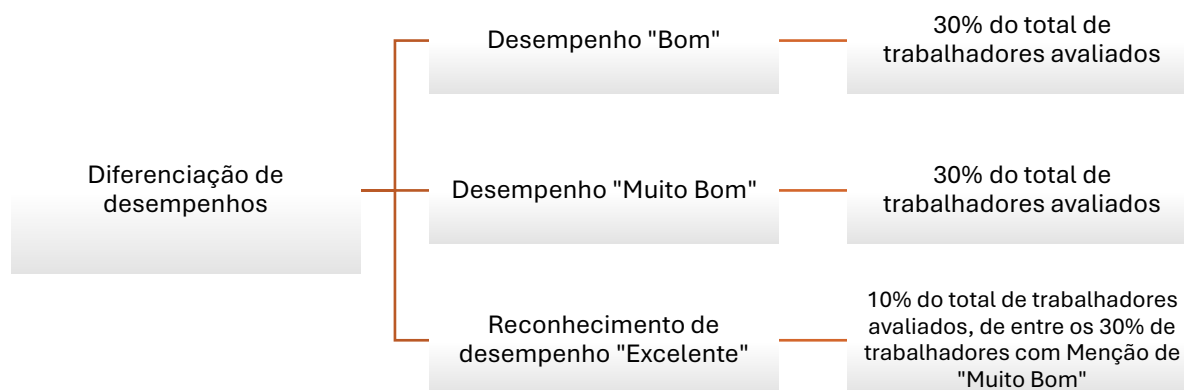 Diferenciação de
desempenhos
Desempenho "Bom"
30% do total de
trabalhadores avaliados
Desempenho "Muito Bom"
30% do total de
trabalhadores avaliados
Reconhecimento de
desempenho "Excelente"
10% do total de trabalhadores
avaliados, de entre os 30% de
trabalhadores com Menção de
"Muito Bom"